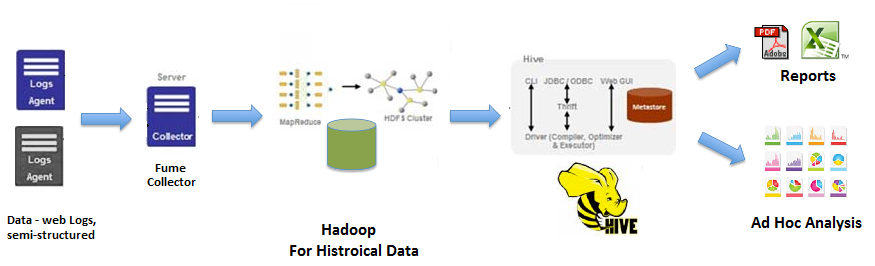 Logs
Agent
Logs
Agent
Data - web Logs,
semi-structured
Server
Collector
Fume
Collector
MapReduce
HDFS Cluster
Hadoop
For Histroical Data
Hive
CLI JDBC / ODBC Web GUI
Thrift
Metastore
Driver (Compiler, Optimizer
& Executor)
HIVE
PDF
Adobe
TM
Reports
Ad Hoc Analysis